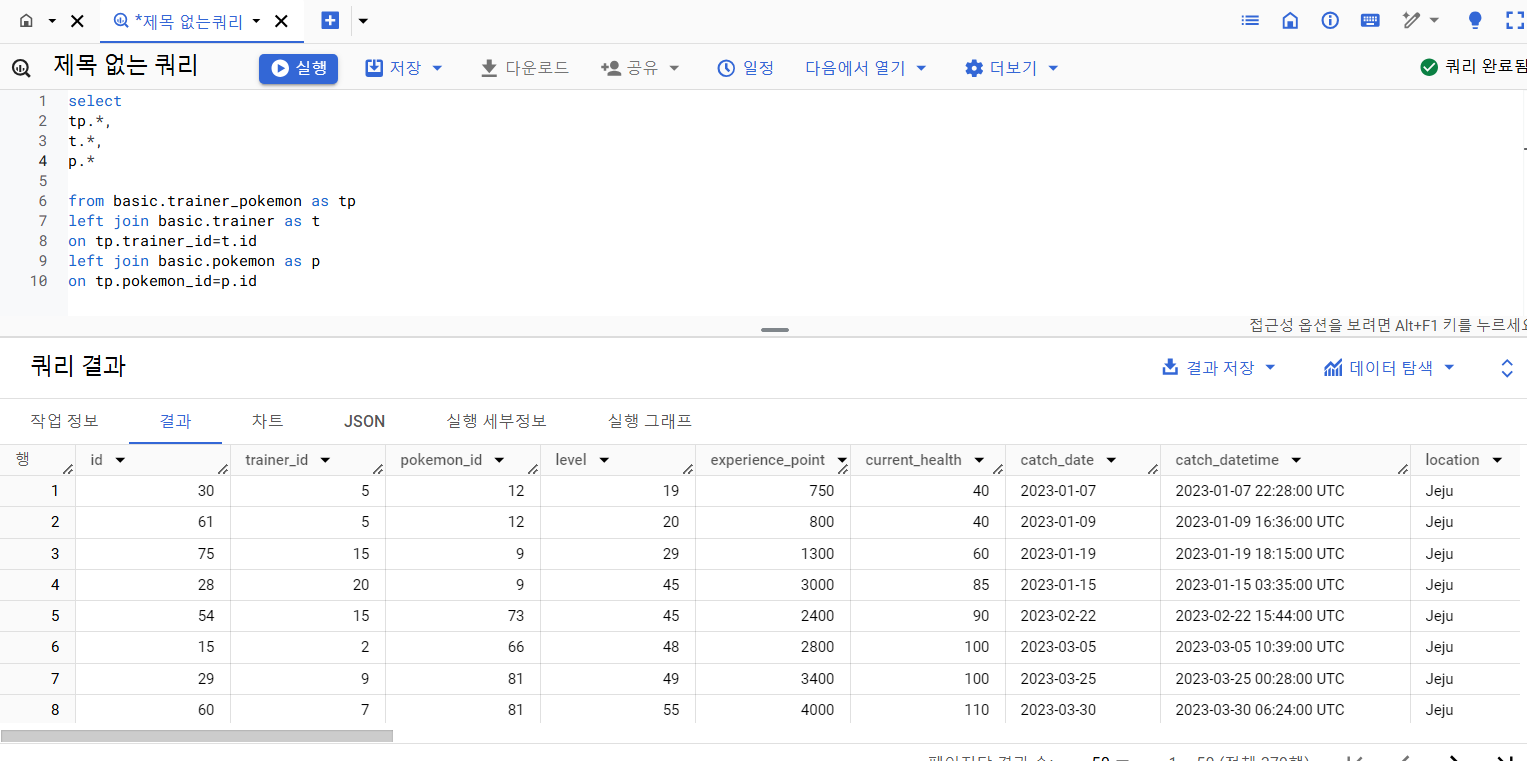 *제목 없는쿼리
제목 없는 쿼리 실행 저장 다운로드 공유 일정 다음에서 열기 더보기 쿼리 완료됨
1 select
2 tp.*,
3 t.*,
4 p.*
5
6 from basic.trainer_pokemon as tp
7 left join basic.trainer as t
8 on tp.trainer_id=t.id
9 left join basic.pokemon as p
10 on tp.pokemon_id=p.id
접근성 옵션을 보려면 Alt+F1 키를 누르세요
쿼리 결과 결과 저장 데이터 탐색
작업 정보 결과 차트 JSON 실행 세부정보 실행 그래프
행 id trainer_id pokemon_id level experience_point current_health catch_date catch_datetime location
1 30 5 12 19 750 40 2023-01-07 2023-01-07 22:28:00 UTC Jeju
2 61 5 12 20 800 40 2023-01-09 2023-01-09 16:36:00 UTC Jeju
3 75 15 9 29 1300 60 2023-01-19 2023-01-19 18:15:00 UTC Jeju
4 28 20 9 45 3000 85 2023-01-15 2023-01-15 03:35:00 UTC Jeju
5 54 15 73 45 2400 90 2023-02-22 2023-02-22 15:44:00 UTC Jeju
6 15 2 66 48 2800 100 2023-03-05 2023-03-05 10:39:00 UTC Jeju
7 29 9 81 49 3400 100 2023-03-25 2023-03-25 00:28:00 UTC Jeju
8 60 7 81 55 4000 110 2023-03-30 2023-03-30 06:24:00 UTC Jeju